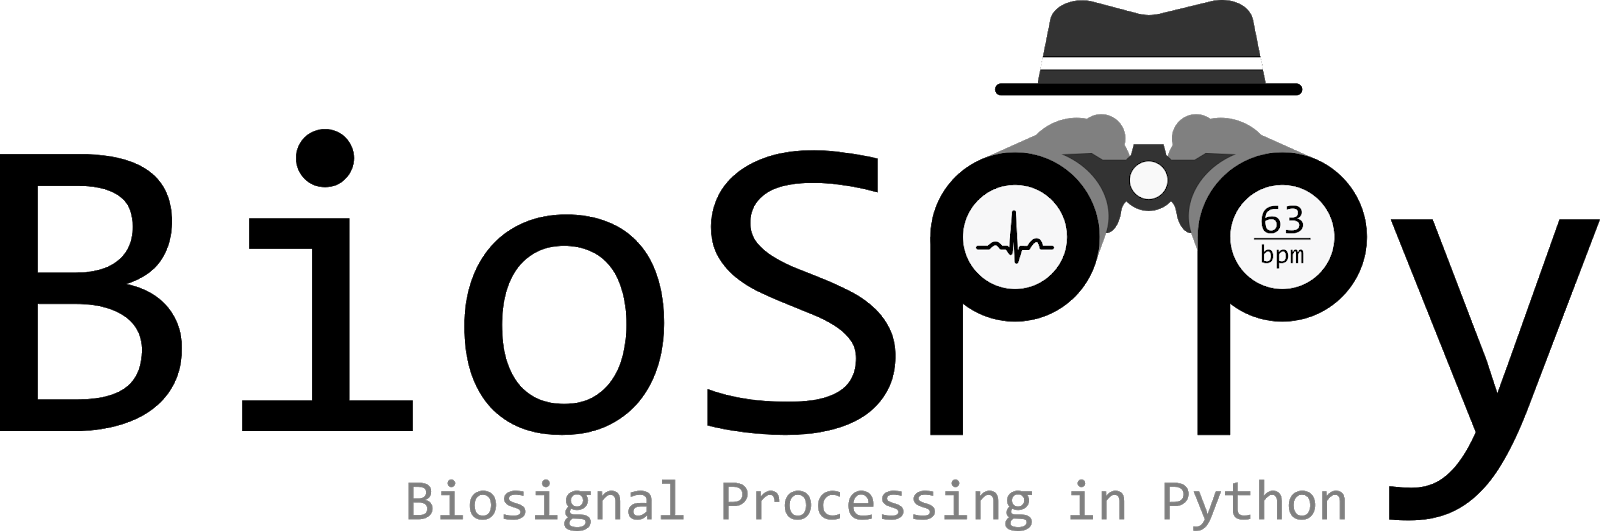 BioSPPy
63
bpm
Biosignal Processing in Python